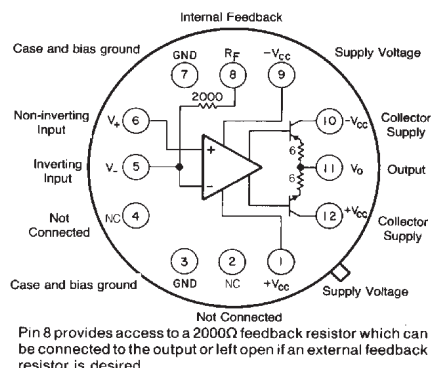 Internal Feedback
Case and bias ground
Supply Voltage
GND
R_F
-Vcc
7
8
9
2000
Non-inverting
Input
V+
6
10
-Vcc
Collector
Supply
+
6
Inverting
Input
V-
5
11
Vo
Output
6
-
Not
Connected
NC
4
12
+Vcc
Collector
Supply
3
2
1
Case and bias ground
GND
NC
+Vcc
Supply Voltage
Not Connected
Pin 8 provides access to a 2000Ω feedback resistor which can
be connected to the output or left open if an external feedback
resistor is desired